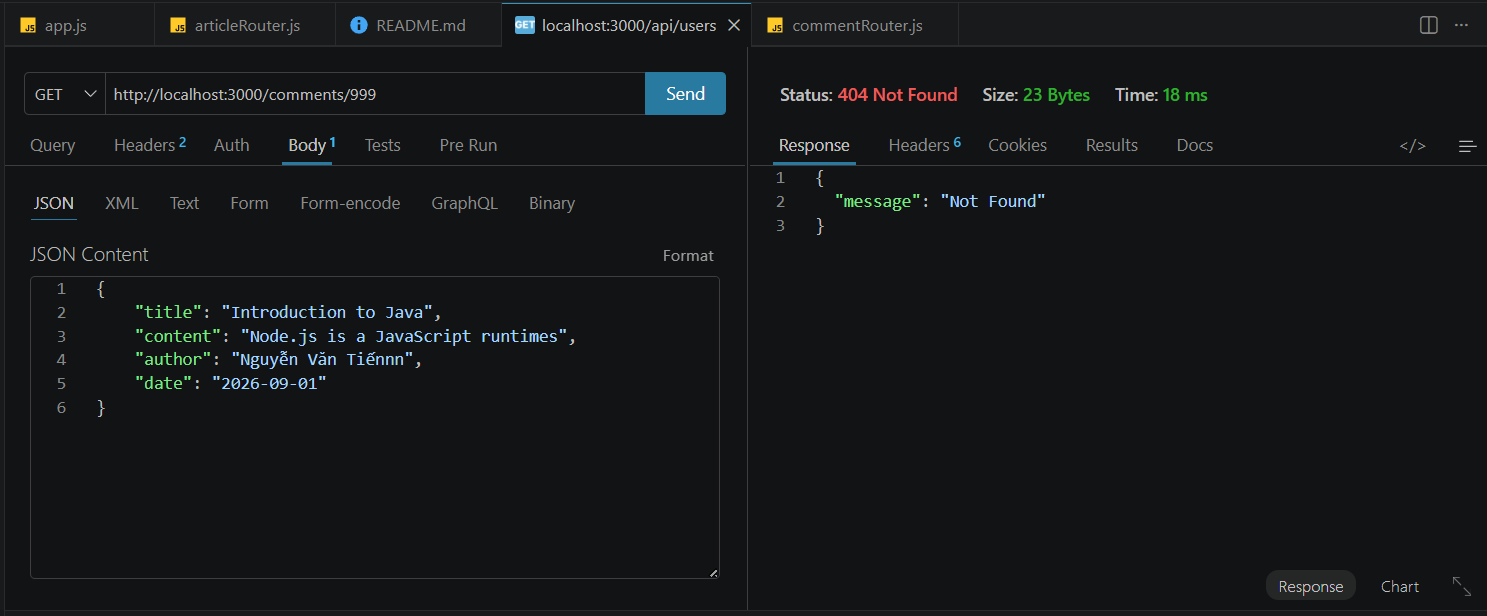 JS app.js JS articleRouter.js README.md GET localhost:3000/api/users JS commentRouter.js
GET http://localhost:3000/comments/999 Send
Query Headers 2 Auth Body 1 Tests Pre Run
JSON XML Text Form Form-encode GraphQL Binary
JSON Content Format
1 {
2 "title": "Introduction to Java",
3 "content": "Node.js is a JavaScript runtimes",
4 "author": "Nguyễn Văn Tiếnnn",
5 "date": "2026-09-01"
6 }
Status: 404 Not Found Size: 23 Bytes Time: 18 ms
Response Headers 6 Cookies Results Docs </>
1 {
2 "message": "Not Found"
3 }
Response Chart